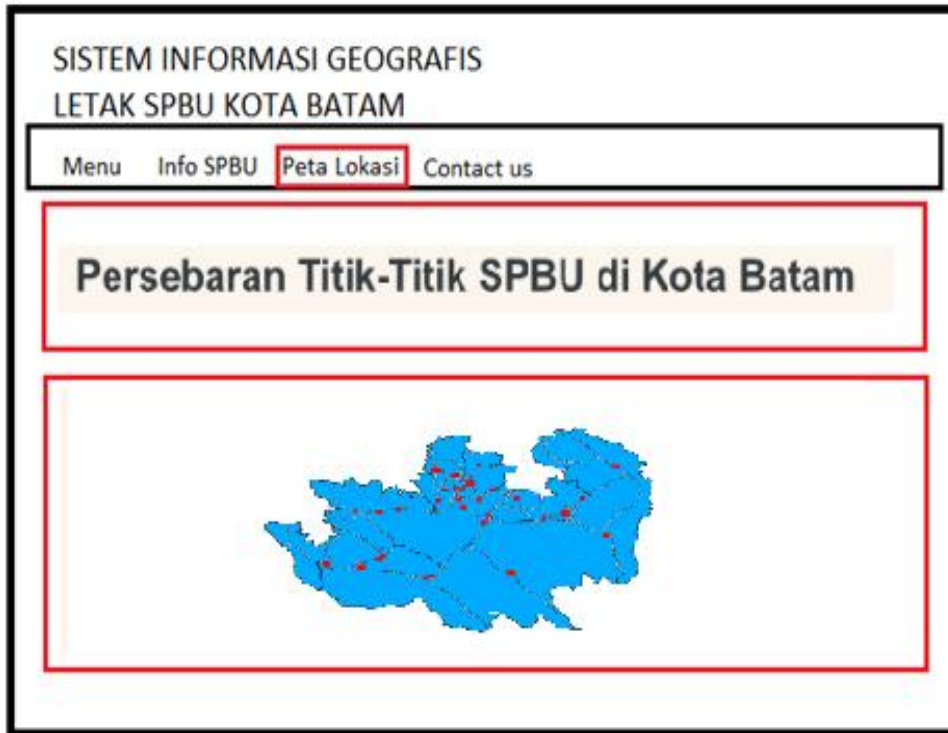 SISTEM INFORMASI GEOGRAFIS
LETAK SPBU KOTA BATAM
Menu Info SPBU Peta Lokasi Contact us
Persebaran Titik-Titik SPBU di Kota Batam